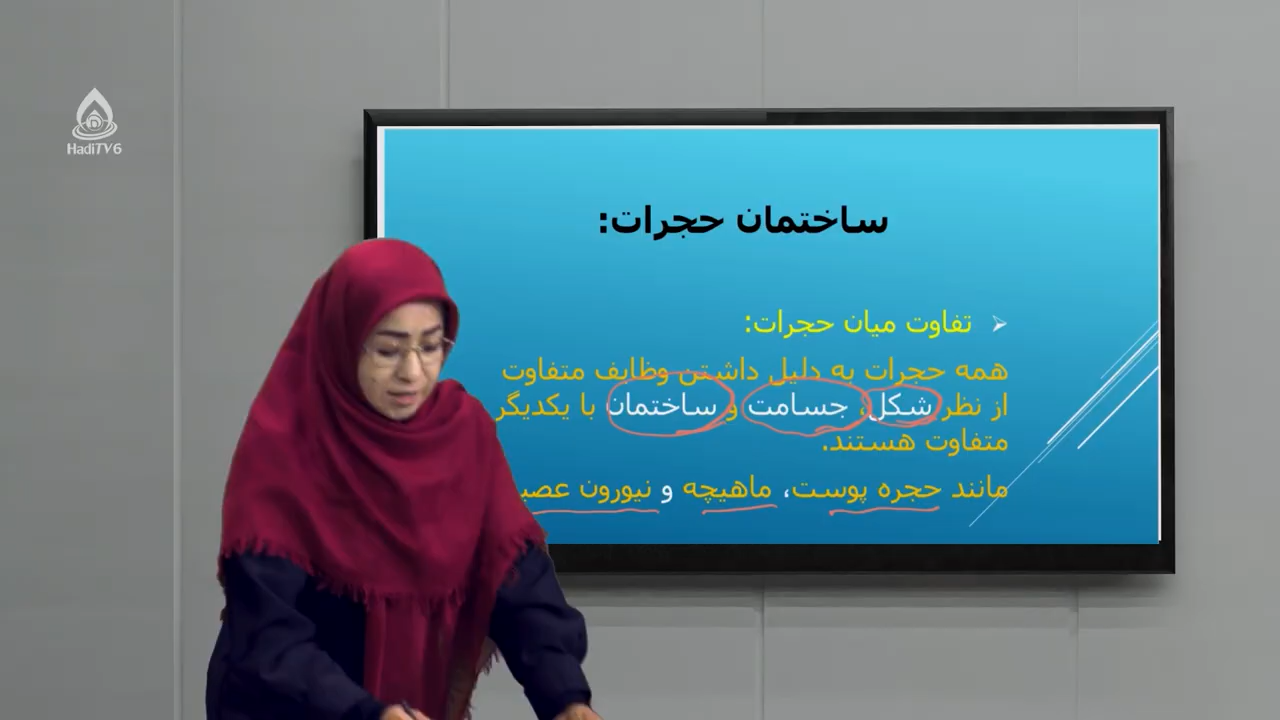 HadiTV6
ساختمان حجرات:
تفاوت میان حجرات:
همه حجرات به دلیل داشتن وظایف متفاوت
از نظر شکل، جسامت و ساختمان با یکدیگر
متفاوت هستند.
مانند حجره پوست، ماهیچه و نیورون